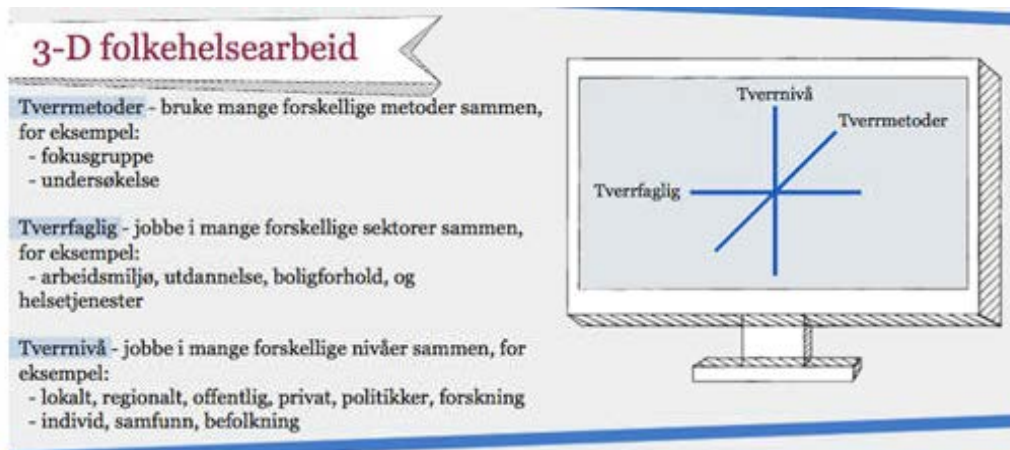 3-D folkehelsearbeid
Tverrmetoder - bruke mange forskellige metoder sammen,
for eksempel:
- fokusgruppe
- undersøkelse
Tverrfaglig - jobbe i mange forskellige sektorer sammen,
for eksempel:
- arbeidsmiljø, utdannelse, boligforhold, og
helsetjenester
Tverrnivå - jobbe i mange forskellige nivåer sammen, for
eksempel:
- lokalt, regionalt, offentlig, privat, politikker, forskning
- individ, samfunn, befolkning
Tverrnivå
Tverrmetoder
Tverrfaglig